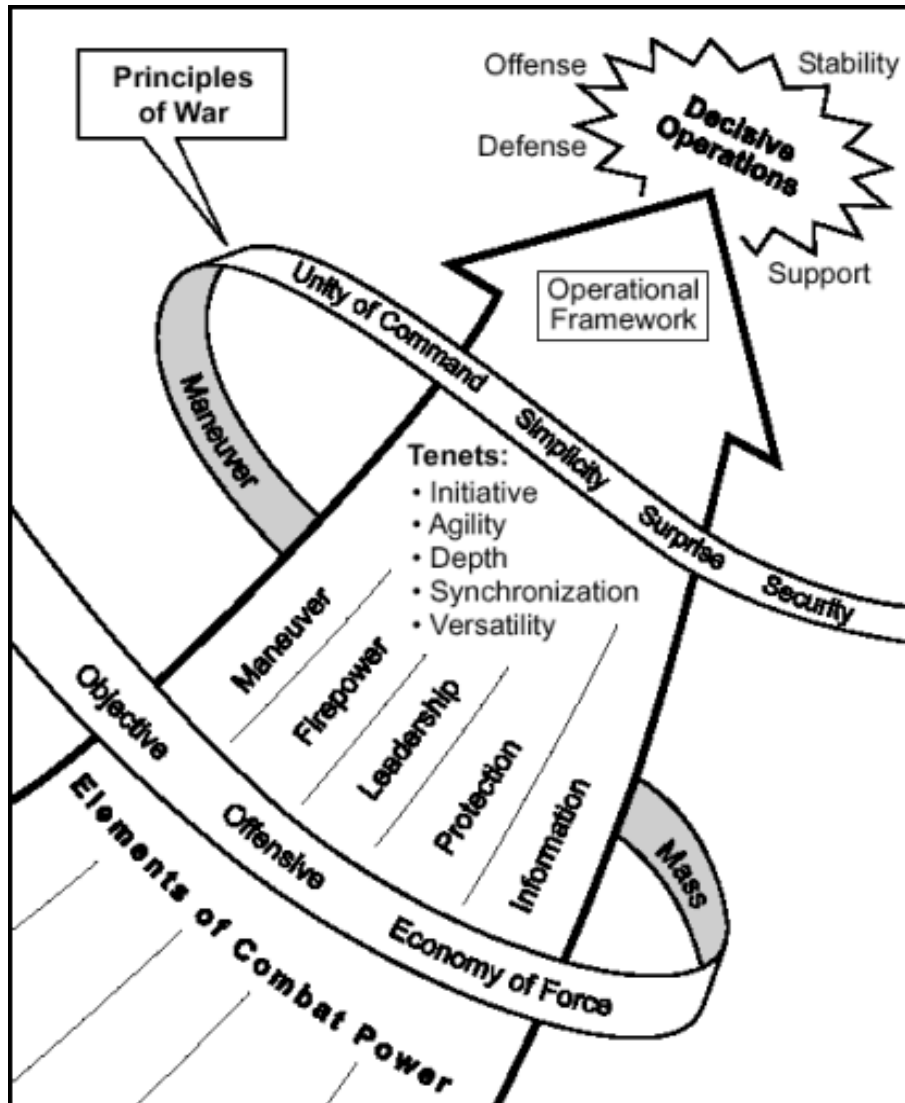 Principles
of War
Offense
Stability
Decisive
Operations
Defense
Support
Operational
Framework
Unity of Command
Simplicity
Surprise
Security
Maneuver
Tenets:
• Initiative
• Agility
• Depth
• Synchronization
• Versatility
Maneuver
Firepower
Leadership
Protection
Information
Objective
Offensive
Economy of Force
Mass
Elements of Combat Power